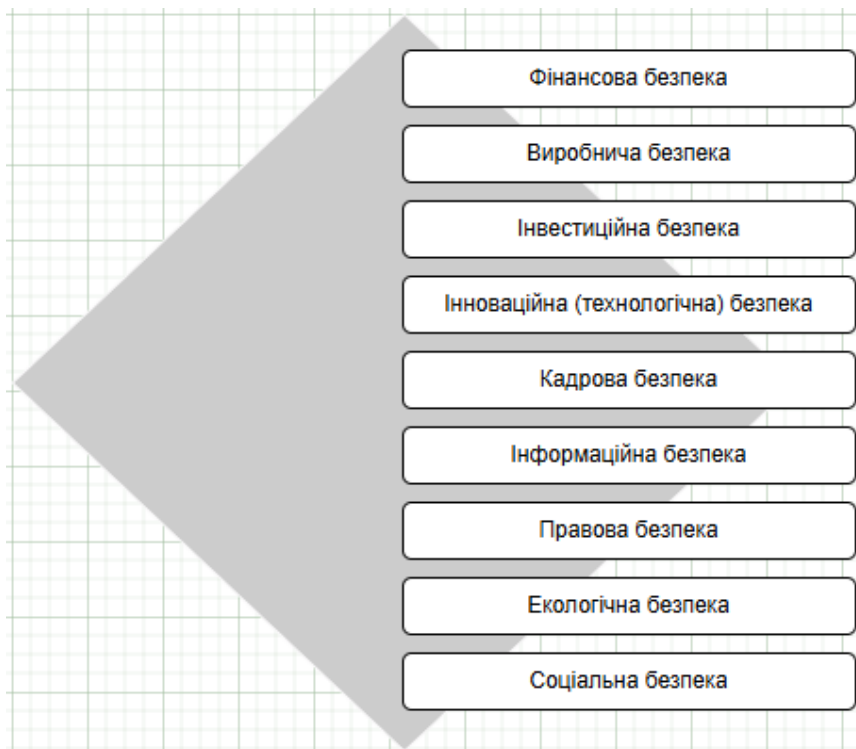 Фінансова безпека
Виробнича безпека
Інвестиційна безпека
Інноваційна (технологічна) безпека
Кадрова безпека
Інформаційна безпека
Правова безпека
Екологічна безпека
Соціальна безпека